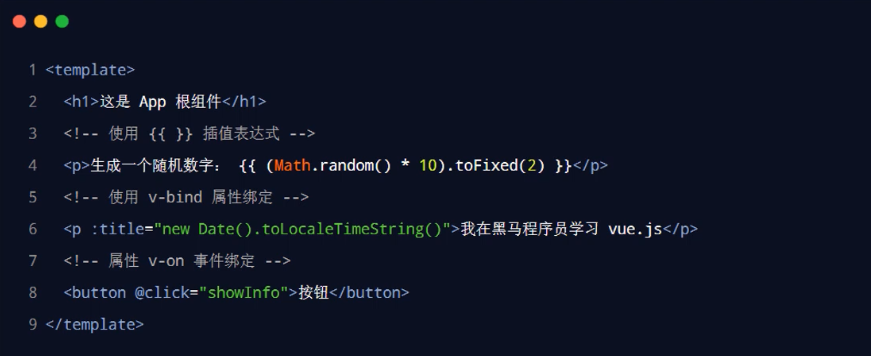 1 <template>
2   <h1>这是 App 根组件</h1>
3   <!-- 使用 {{ }} 插值表达式 -->
4   <p>生成一个随机数字： {{ (Math.random() * 10).toFixed(2) }}</p>
5   <!-- 使用 v-bind 属性绑定 -->
6   <p :title="new Date().toLocaleTimeString()">我在黑马程序员学习 vue.js</p>
7   <!-- 属性 v-on 事件绑定 -->
8   <button @click="showInfo">按钮</button>
9 </template>